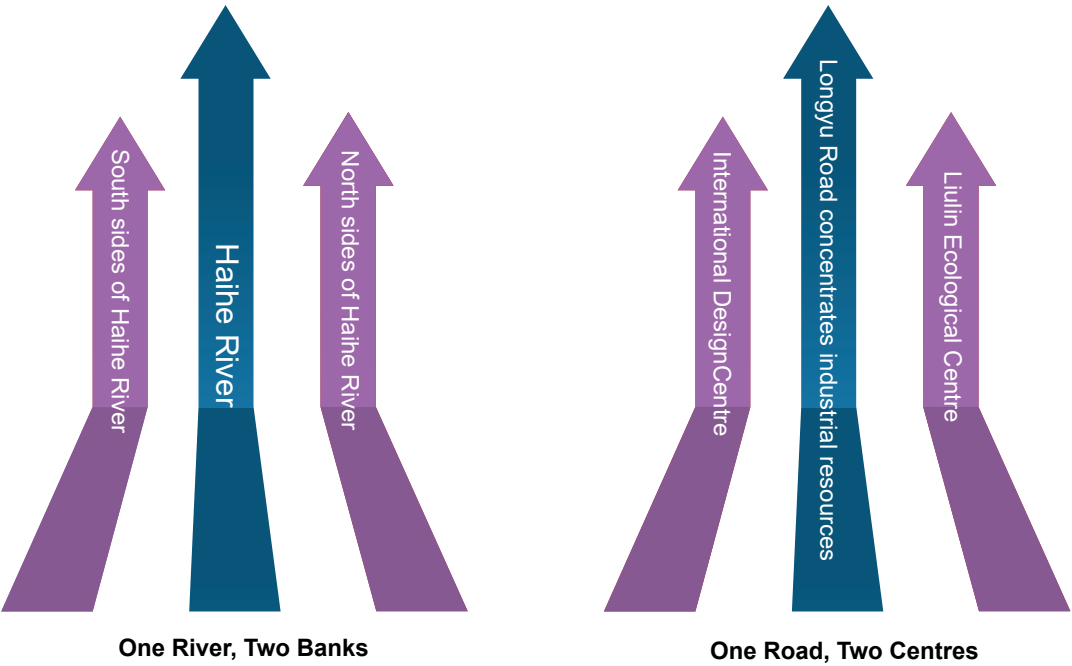 South sides of Haihe River
Haihe River
North sides of Haihe River
One River, Two Banks
International DesignCentre
Longyu Road concentrates industrial resources
Liulin Ecological Centre
One Road, Two Centres